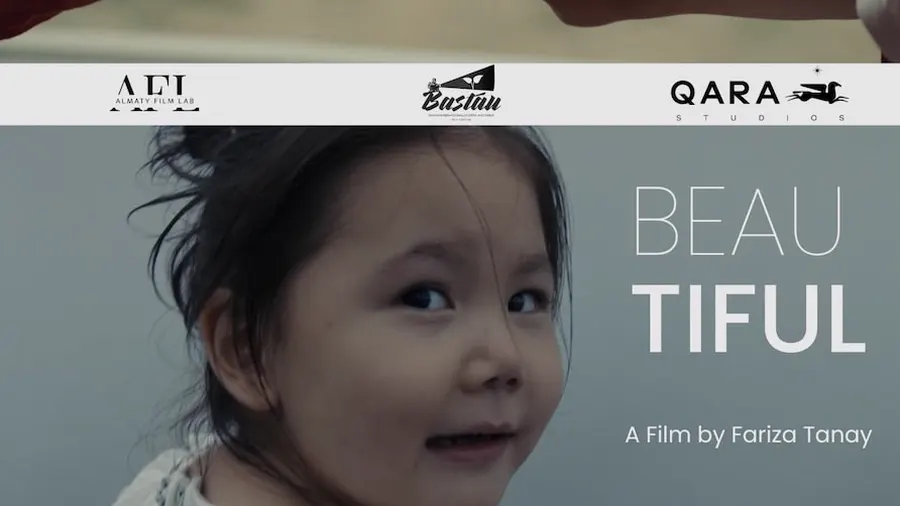 AFL
ALMATY FILM LAB
Bastau
QARA
STUDIOS
BEAU
TIFUL
A Film by Fariza Tanay